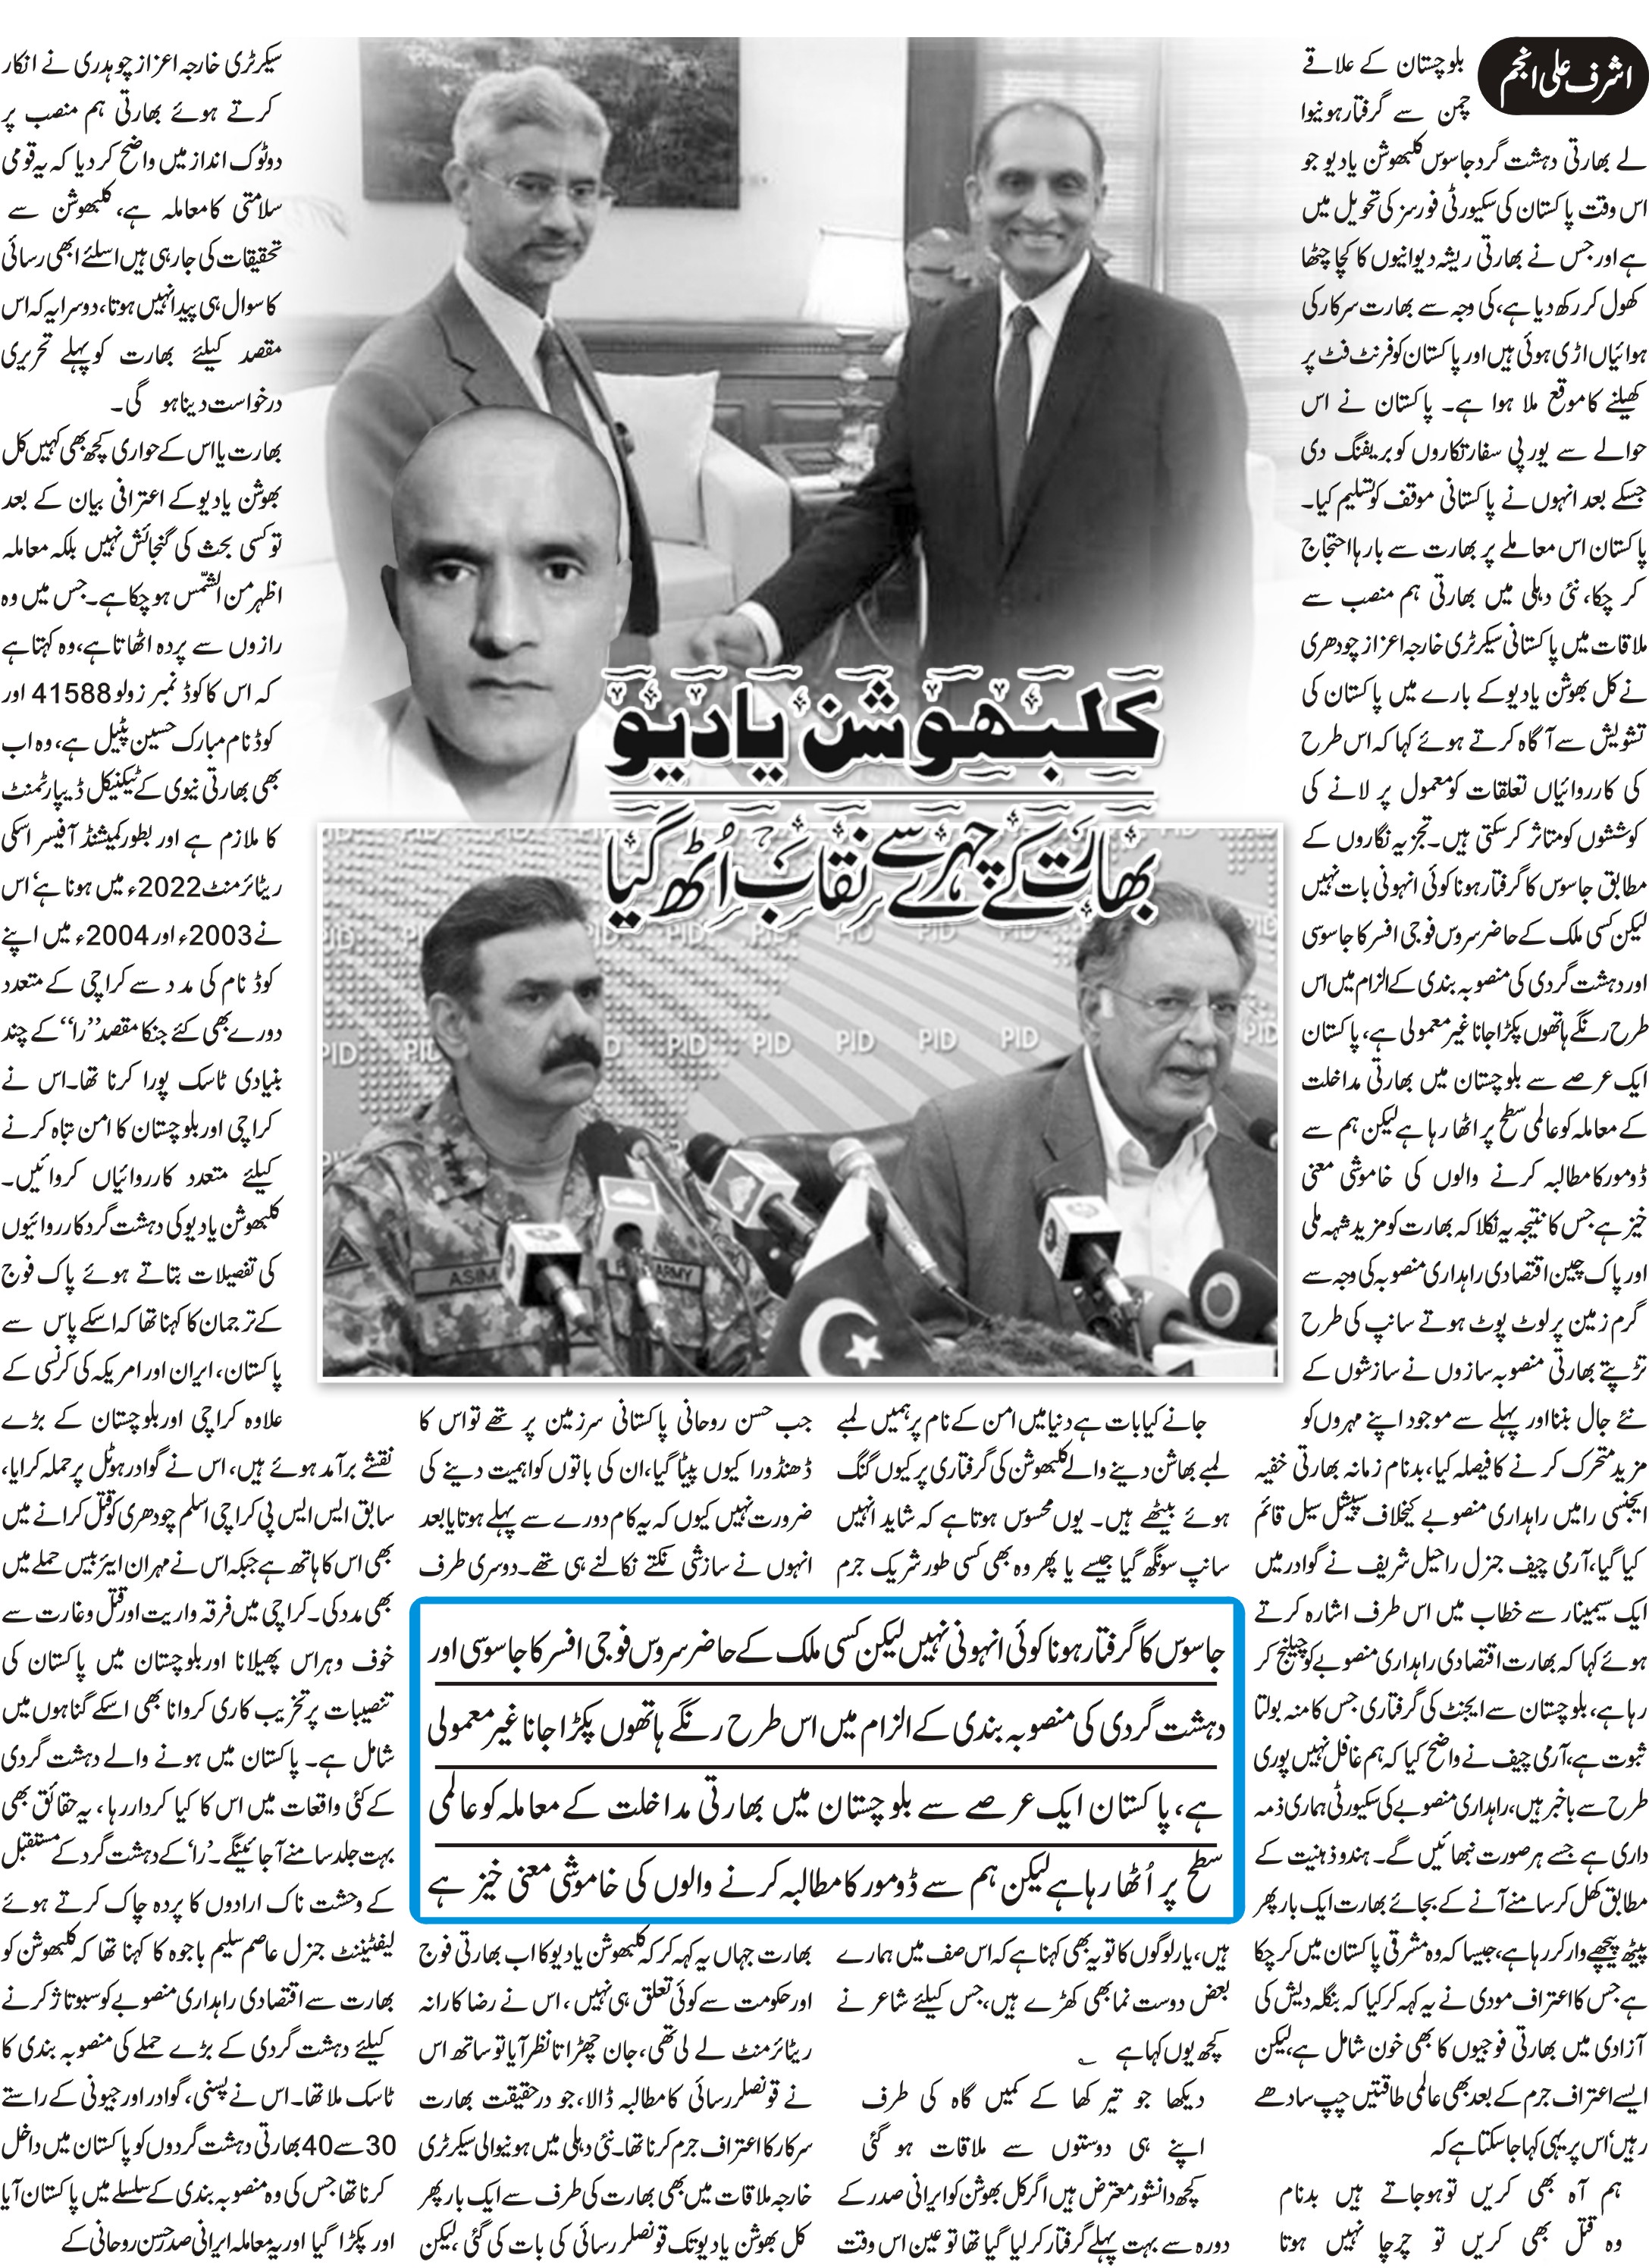 کلبھوشن یادیو
بھارت کے چہرے سے نقاب اُٹھ گیا
اشرف علی انجم
بلوچستان کے علاقے
چمن سے گرفتار ہونیوا
لے بھارتی دہشت گرد جاسوس کلبھوشن یادیو جو
اس وقت پاکستان کی سکیورٹی فورسز کی تحویل میں
ہے اور جس نے بھارتی ریشہ دیوانیوں کا کچا چٹھا
کھول کر رکھ دیا ہے، کی وجہ سے بھارت سرکار کی
ہوائیاں اڑی ہوئی ہیں اور پاکستان کو فرنٹ فٹ پر
کھیلنے کا موقع ملا ہوا ہے۔ پاکستان نے اس
حوالے سے یورپی سفارتکاروں کو بریفنگ دی
جسکے بعد انہوں نے پاکستانی موقف کو تسلیم کیا۔
پاکستان اس معاملے پر بھارت سے بارہا احتجاج
کر چکا، نئی دہلی میں بھارتی ہم منصب سے
ملاقات میں پاکستانی سیکرٹری خارجہ اعزاز چودھری
نے کل بھوشن یادیو کے بارے میں پاکستان کی
تشویش سے آگاہ کرتے ہوئے کہا کہ اس طرح
کی کارروائیاں تعلقات کو معمول پر لانے کی
کوششوں کو متاثر کر سکتی ہیں۔ تجزیہ نگاروں کے
مطابق جاسوس کا گرفتار ہونا کوئی انہونی بات نہیں
لیکن کسی ملک کے حاضر سروس فوجی افسر کا جاسوسی
اور دہشت گردی کی منصوبہ بندی کے الزام میں اس
طرح رنگے ہاتھوں پکڑا جانا غیر معمولی ہے، پاکستان
ایک عرصے سے بلوچستان میں بھارتی مداخلت
کے معاملہ کو عالمی سطح پر اٹھا رہا ہے لیکن ہم سے
ڈومور کا مطالبہ کرنے والوں کی خاموشی معنی
خیز ہے جس کا نتیجہ یہ نکلا کہ بھارت کو مزید شہہ ملی
اور پاک چین اقتصادی راہداری منصوبہ کی وجہ سے
گرم زمین پر لوٹ پوٹ ہوتے سانپ کی طرح
تڑپتے بھارتی منصوبہ سازوں نے سازشوں کے
نئے جال بننا اور پہلے سے موجود اپنے مہروں کو
مزید متحرک کرنے کا فیصلہ کیا، بدنام زمانہ بھارتی خفیہ
ایجنسی را میں راہداری منصوبے کیخلاف سپیشل سیل قائم
کیا گیا، آرمی چیف جنرل راحیل شریف نے گوادر میں
ایک سیمینار سے خطاب میں اس طرف اشارہ کرتے
ہوئے کہا کہ بھارت اقتصادی راہداری منصوبے کو چیلنج کر
رہا ہے، بلوچستان سے ایجنٹ کی گرفتاری جس کا منہ بولتا
ثبوت ہے، آرمی چیف نے واضح کیا کہ ہم غافل نہیں پوری
طرح سے باخبر ہیں، راہداری منصوبے کی سکیورٹی ہماری ذمہ
داری ہے جسے ہر صورت نبھائیں گے۔ ہندو ذہنیت کے
مطابق کھل کر سامنے آنے کے بجائے بھارت ایک بار پھر
پیٹھ پیچھے وار کر رہا ہے، جیسا کہ وہ مشرقی پاکستان میں کر چکا
ہے جس کا اعتراف مودی نے یہ کہہ کر کیا کہ بنگلہ دیش کی
آزادی میں بھارتی فوجیوں کا بھی خون شامل ہے، لیکن
ایسے اعتراف جرم کے بعد بھی عالمی طاقتیں چپ سادھے
رہیں، اس پر یہی کہا جا سکتا ہے کہ
ہم آہ بھی کریں تو ہو جاتے ہیں بدنام
وہ قتل بھی کریں تو چرچا نہیں ہوتا
جانے کیا بات ہے دنیا میں امن کے نام پر ہمیں لمبے
لمبے بھاشن دینے والے کلبھوشن کی گرفتاری پر کیوں گنگ
ہوئے بیٹھے ہیں۔ یوں محسوس ہوتا ہے کہ شاید انہیں
سانپ سونگھ گیا جیسے یا پھر وہ بھی کسی طور شریک جرم
ہیں، یار لوگوں کا تو یہ بھی کہنا ہے کہ اس صف میں ہمارے
بعض دوست نما بھی کھڑے ہیں، جس کیلئے شاعر نے
کچھ یوں کہا ہے ؎
دیکھا جو تیر کھا کے کمیں گاہ کی طرف
اپنے ہی دوستوں سے ملاقات ہو گئی
کچھ دانشور معترض ہیں اگر کل بھوشن کو ایرانی صدر کے
دورہ سے بہت پہلے گرفتار کر لیا گیا تھا تو عین اس وقت
جب حسن روحانی پاکستانی سرزمین پر تھے تو اس کا
ڈھنڈورا کیوں پیٹا گیا، ان کی باتوں کو اہمیت دینے کی
ضرورت نہیں کیوں کہ یہ کام دورے سے پہلے ہوتا یا بعد
انہوں نے سازشی نکتے نکالنے ہی تھے۔ دوسری طرف
جاسوس کا گرفتار ہونا کوئی انہونی نہیں لیکن کسی ملک کے حاضر سروس فوجی افسر کا جاسوسی اور
دہشت گردی کی منصوبہ بندی کے الزام میں اس طرح رنگے ہاتھوں پکڑا جانا غیر معمولی
ہے، پاکستان ایک عرصے سے بلوچستان میں بھارتی مداخلت کے معاملہ کو عالمی
سطح پر اُٹھا رہا ہے لیکن ہم سے ڈومور کا مطالبہ کرنے والوں کی خاموشی معنی خیز ہے
بھارت جہاں یہ کہہ کر کہ کلبھوشن یادیو کا اب بھارتی فوج
اور حکومت سے کوئی تعلق ہی نہیں، اس نے رضا کارانہ
ریٹائرمنٹ لے لی تھی، جان چھڑاتا نظر آیا تو ساتھ اس
نے قونصلر رسائی کا مطالبہ ڈالا، جو درحقیقت بھارت
سرکار کا اعتراف جرم کرنا تھا۔ نئی دہلی میں ہونیوالی سیکرٹری
خارجہ ملاقات میں بھی بھارت کی طرف سے ایک بار پھر
کل بھوشن یادیو تک قونصلر رسائی کی بات کی گئی، لیکن
سیکرٹری خارجہ اعزاز چوہدری نے انکار
کرتے ہوئے بھارتی ہم منصب پر
دوٹوک انداز میں واضح کر دیا کہ یہ قومی
سلامتی کا معاملہ ہے، کلبھوشن سے
تحقیقات کی جا رہی ہیں اسلئے ابھی رسائی
کا سوال ہی پیدا نہیں ہوتا، دوسرا یہ کہ اس
مقصد کیلئے بھارت کو پہلے تحریری
درخواست دینا ہو گی۔
بھارت یا اس کے حواری کچھ بھی کہیں کل
بھوشن یادیو کے اعترافی بیان کے بعد
تو کسی بحث کی گنجائش نہیں بلکہ معاملہ
اظہر من الشمّس ہو چکا ہے۔ جس میں وہ
رازوں سے پردہ اٹھاتا ہے، وہ کہتا ہے
کہ اس کا کوڈ نمبر زولو 41588 اور
کوڈ نام مبارک حسین پٹیل ہے، وہ اب
بھی بھارتی نیوی کے ٹیکنیکل ڈیپارٹمنٹ
کا ملازم ہے اور بطور کمیشنڈ آفیسر اسکی
ریٹائرمنٹ 2022ء میں ہونا ہے، اس
نے 2003ء اور 2004ء میں اپنے
کوڈ نام کی مدد سے کراچی کے متعدد
دورے بھی کئے جنکا مقصد ’’را‘‘ کے چند
بنیادی ٹاسک پورا کرنا تھا۔ اس نے
کراچی اور بلوچستان کا امن تباہ کرنے
کیلئے متعدد کارروائیاں کروائیں۔
کلبھوشن یادیو کی دہشت گرد کارروائیوں
کی تفصیلات بتاتے ہوئے پاک فوج
کے ترجمان کا کہنا تھا کہ اسکے پاس سے
پاکستان، ایران اور امریکہ کی کرنسی کے
علاوہ کراچی اور بلوچستان کے بڑے
نقشے برآمد ہوئے ہیں، اس نے گوادر ہوٹل پر حملہ کرایا،
سابق ایس ایس پی کراچی اسلم چودھری کو قتل کرانے میں
بھی اس کا ہاتھ ہے جبکہ اس نے مہران ایئربیس حملے میں
بھی مدد کی۔ کراچی میں فرقہ واریت اور قتل و غارت سے
خوف و ہراس پھیلانا اور بلوچستان میں پاکستان کی
تنصیبات پر تخریب کاری کروانا بھی اسکے گناہوں میں
شامل ہے۔ پاکستان میں ہونے والے دہشت گردی
کے کئی واقعات میں اس کا کیا کردار رہا، یہ حقائق بھی
بہت جلد سامنے آ جائینگے۔ ’را‘ کے دہشت گرد کے مستقبل
کے وحشت ناک ارادوں کا پردہ چاک کرتے ہوئے
لیفٹیننٹ جنرل عاصم سلیم باجوہ کا کہنا تھا کہ کلبھوشن کو
بھارت سے اقتصادی راہداری منصوبے کو سبوتاژ کرنے
کیلئے دہشت گردی کے بڑے حملے کی منصوبہ بندی کا
ٹاسک ملا تھا۔ اس نے پسنی، گوادر اور جیونی کے راستے
30 سے 40 بھارتی دہشت گردوں کو پاکستان میں داخل
کرنا تھا جس کی وہ منصوبہ بندی کے سلسلے میں پاکستان آیا
اور پکڑا گیا اور یہ معاملہ ایرانی صدر حسن روحانی کے
PID PID PID PID PID
ASIM
ARMY